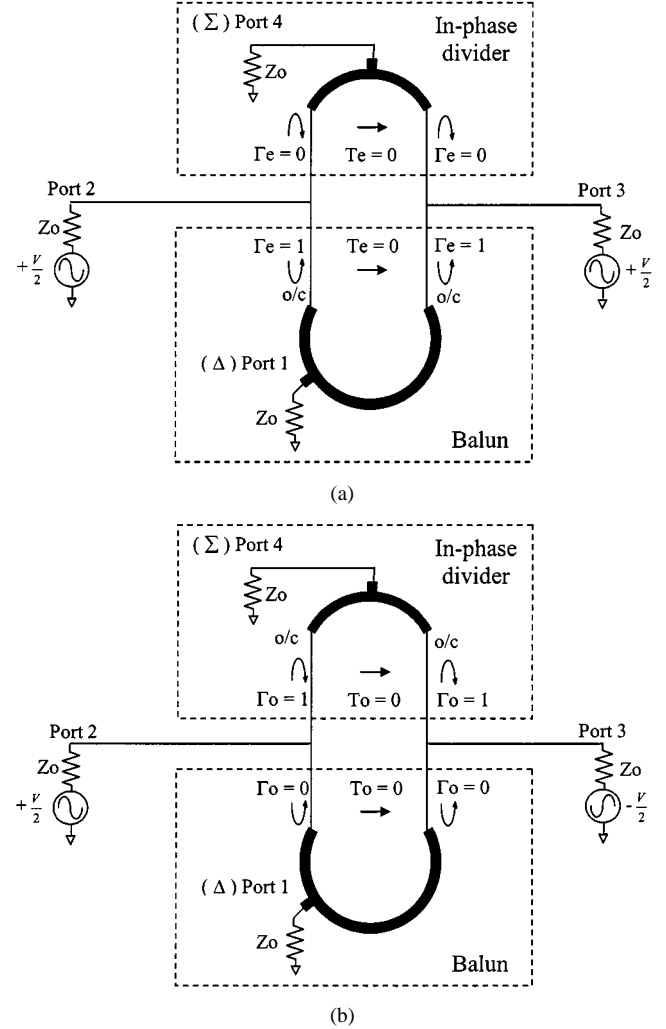 ( Σ ) Port 4
In-phase
divider
Zo
Γe = 0
Te = 0
Γe = 0
Port 2
Port 3
Zo
Zo
+ V/2
+ V/2
Γe = 1
Te = 0
Γe = 1
o/c
o/c
( Δ ) Port 1
Zo
Balun
(a)
( Σ ) Port 4
In-phase
divider
Zo
o/c
o/c
Γo = 1
To = 0
Γo = 1
Port 2
Port 3
Zo
Zo
+ V/2
- V/2
Γo = 0
To = 0
Γo = 0
( Δ ) Port 1
Zo
Balun
(b)